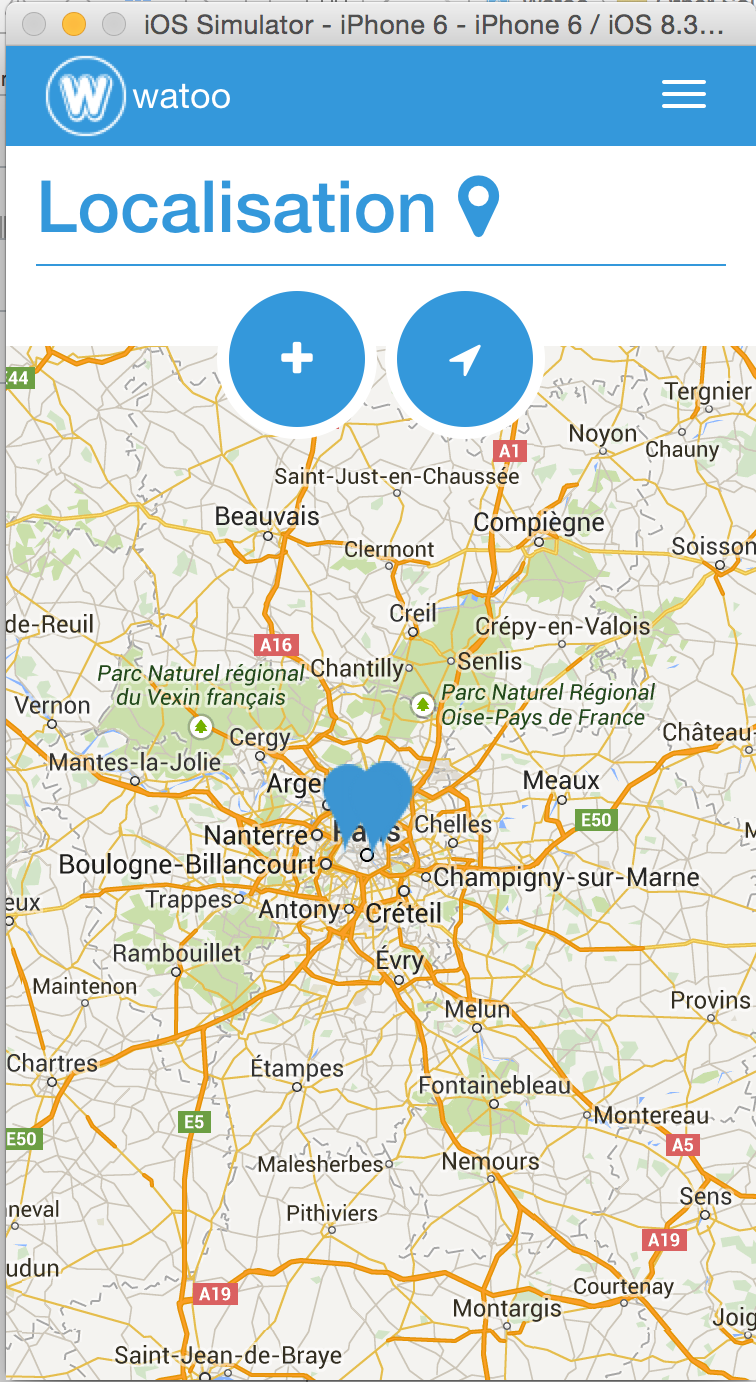 iOS Simulator - iPhone 6 - iPhone 6 / iOS 8.3...
W watoo
Localisation
44
Tergnier
Noyon
A1
Chauny
Saint-Just-en-Chaussée
Beauvais
Compiègne
Clermont
Soisson
Creil
de-Reuil
Crépy-en-Valois
A16
Chantilly
Senlis
Parc Naturel régional
du Vexin français
Parc Naturel Régional
Oise-Pays de France
Vernon
Cergy
Château
Mantes-la-Jolie
Arge
Meaux
E50
Nanterre
Paris
Chelles
Boulogne-Billancourt
Champigny-sur-Marne
eux
Trappes
Antony
Créteil
Rambouillet
Évry
Maintenon
Melun
Provins
Chartres
Étampes
Fontainebleau
E5
Montereau
E50
A5
Malesherbes
Nemours
Sens
nneval
Pithiviers
A19
udun
A19
Courtenay
Montargis
Joig
Saint-Jean-de-Braye